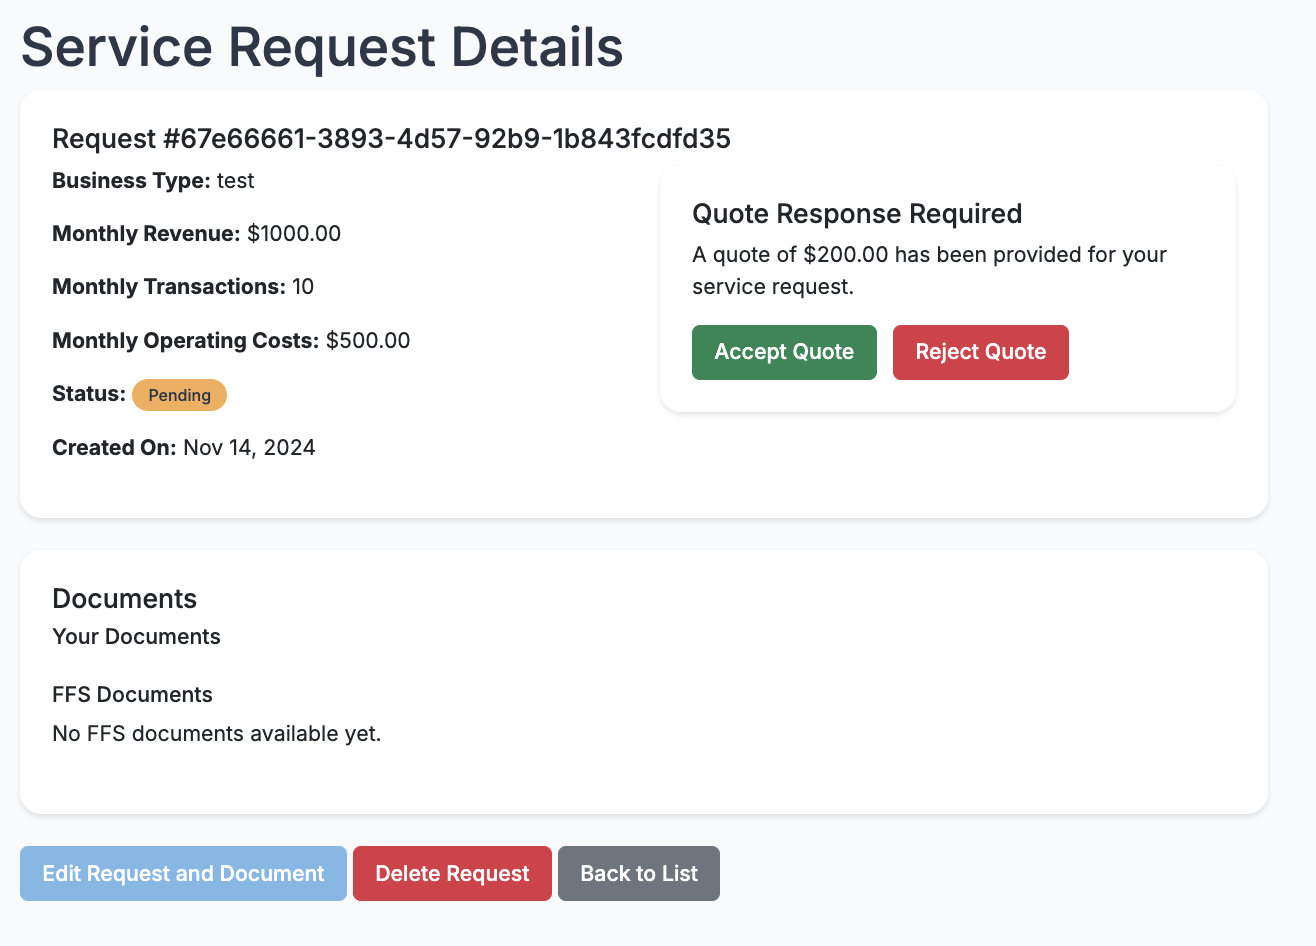 Service Request Details
Request #67e66661-3893-4d57-92b9-1b843fcdfd35
Business Type: test
Monthly Revenue: $1000.00
Monthly Transactions: 10
Monthly Operating Costs: $500.00
Status: Pending
Created On: Nov 14, 2024
Quote Response Required
A quote of $200.00 has been provided for your
service request.
Accept Quote
Reject Quote
Documents
Your Documents
FFS Documents
No FFS documents available yet.
Edit Request and Document
Delete Request
Back to List